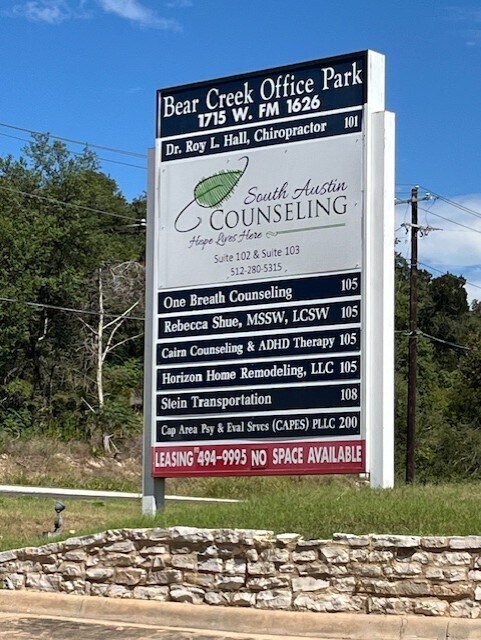 Bear Creek Office Park
1715 W. FM 1626
Dr. Roy L. Hall, Chiropractor 101
South Austin
COUNSELING
Hope Lives Here
Suite 102 & Suite 103
512-280-5315
One Breath Counseling 105
Rebecca Shue, MSSW, LCSW 105
Cairn Counseling & ADHD Therapy 105
Horizon Home Remodeling, LLC 105
Stein Transportation 108
Cap Area Psy & Eval Srvcs (CAPES) PLLC 200
LEASING 494-9995 NO SPACE AVAILABLE